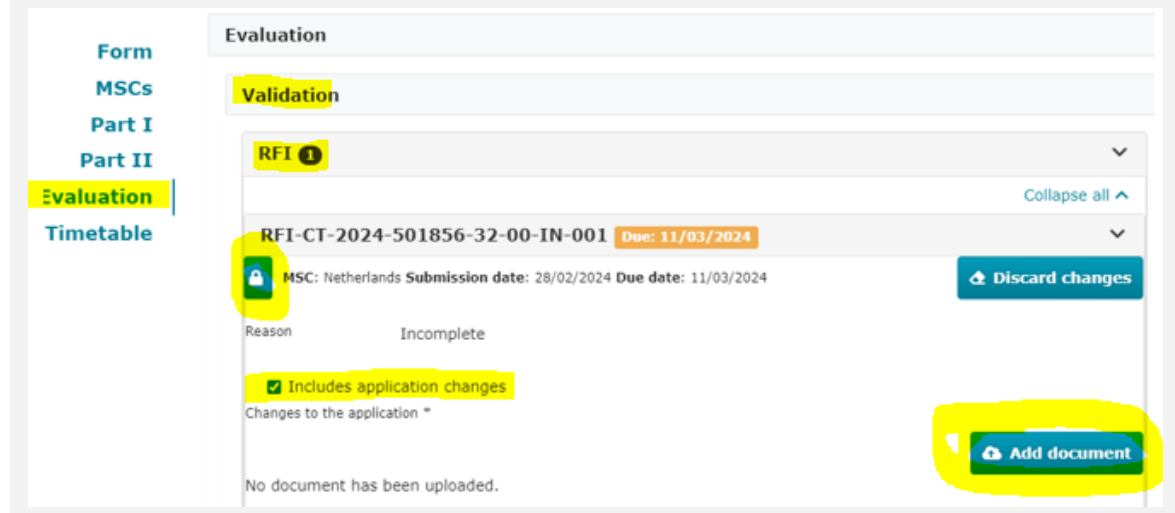 Form
MSCs
Part I
Part II
Evaluation
Timetable
Evaluation
Validation
RFI 1
Collapse all
RFI-CT-2024-501856-32-00-IN-001 Due: 11/03/2024
MSC: Netherlands Submission date: 28/02/2024 Due date: 11/03/2024
Discard changes
Reason Incomplete
Includes application changes
Changes to the application *
Add document
No document has been uploaded.